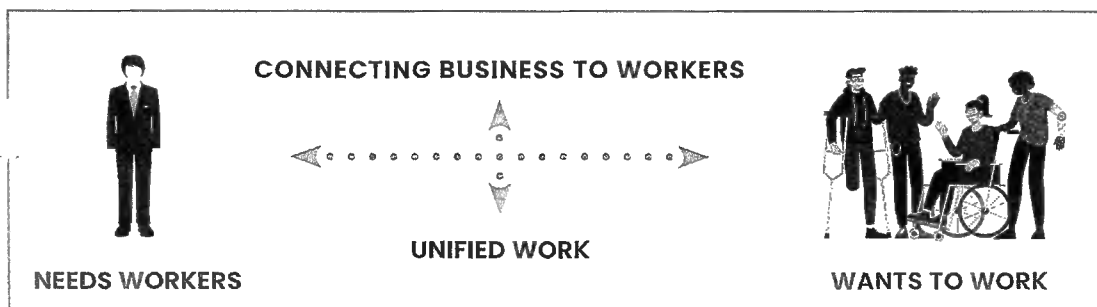 CONNECTING BUSINESS TO WORKERS
UNIFIED WORK
NEEDS WORKERS
WANTS TO WORK